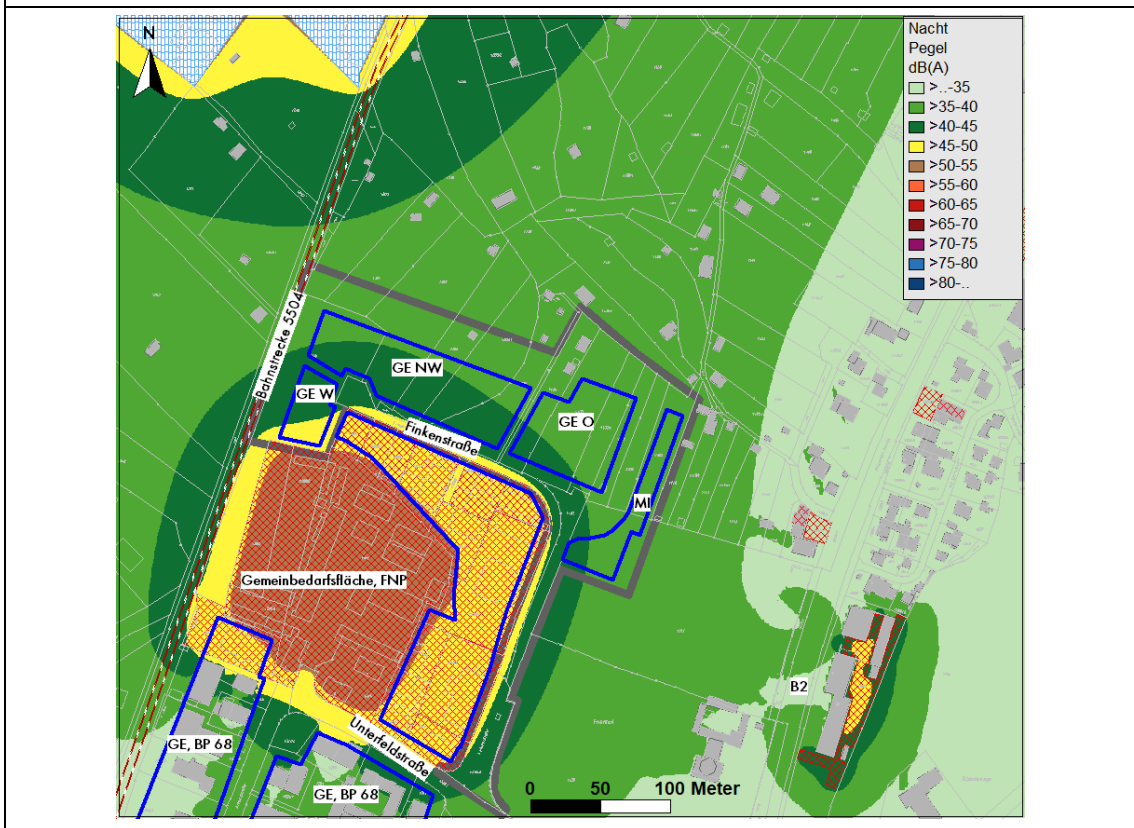 N
Nacht
Pegel
dB(A)
>..-35
>35-40
>40-45
>45-50
>50-55
>55-60
>60-65
>65-70
>70-75
>75-80
>80-..
Bahnstrecke 5504
GE NW
GE W
GE O
Finkenstraße
MI
Gemeinbedarfsfläche, FNP
B2
Unterfeldstraße
GE, BP 68
GE, BP 68
0 50 100 Meter